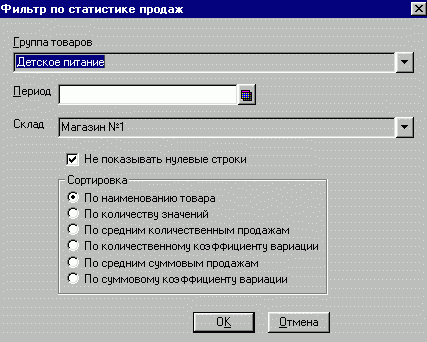 Фильтр по статистике продаж
Группа товаров
Детское питание
Период
Склад Магазин №1
Не показывать нулевые строки
Сортировка
По наименованию товара
По количеству значений
По средним количественным продажам
По количественному коэффициенту вариации
По средним суммовым продажам
По суммовому коэффициенту вариации
OK Отмена